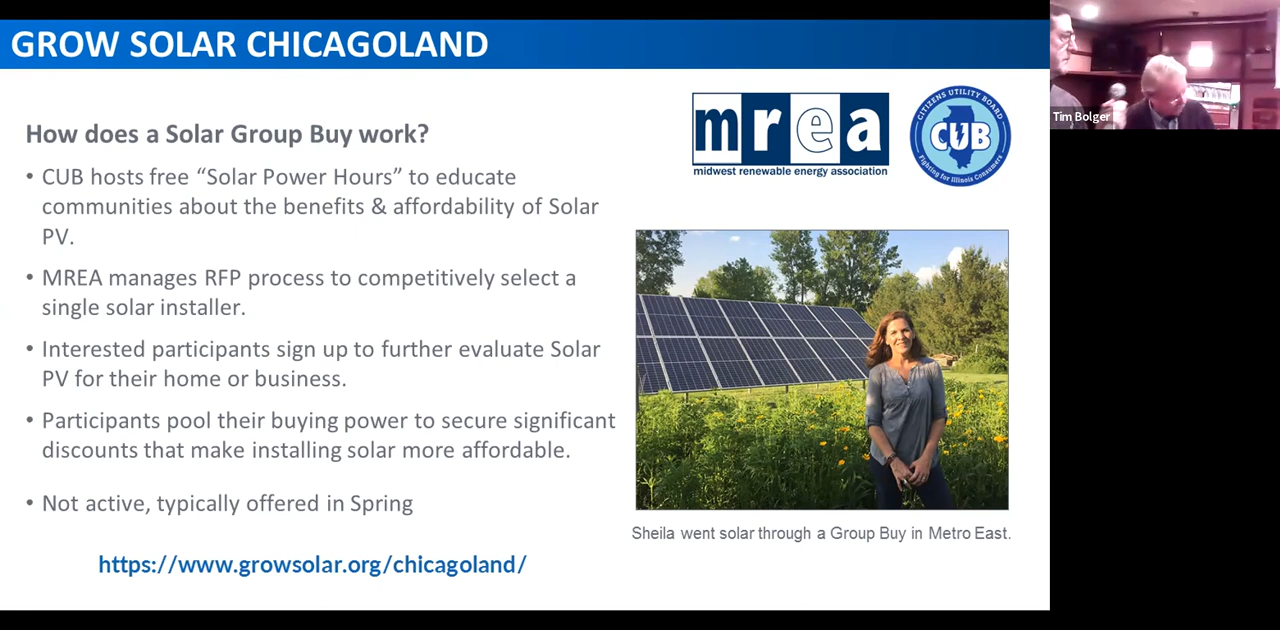 GROW SOLAR CHICAGOLAND
How does a Solar Group Buy work?
• CUB hosts free “Solar Power Hours” to educate
communities about the benefits & affordability of Solar
PV.
• MREA manages RFP process to competitively select a
single solar installer.
• Interested participants sign up to further evaluate Solar
PV for their home or business.
• Participants pool their buying power to secure significant
discounts that make installing solar more affordable.
• Not active, typically offered in Spring
https://www.growsolar.org/chicagoland/
mrea
midwest renewable energy association
CITIZENS UTILITY BOARD
CUB
Fighting for Illinois Consumers
Sheila went solar through a Group Buy in Metro East.
Tim Bolger